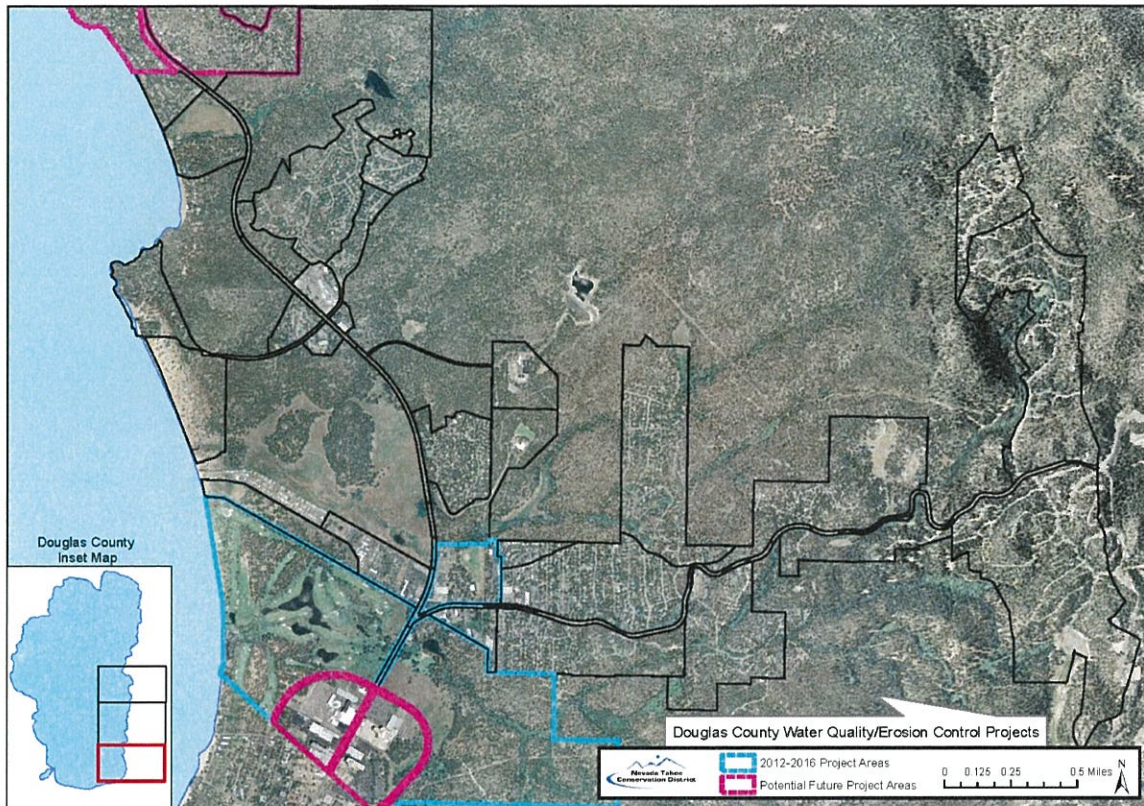 Douglas County
Inset Map
Douglas County Water Quality/Erosion Control Projects
Nevada Tahoe
Conservation District
2012-2016 Project Areas
Potential Future Project Areas
0 0.125 0.25 0.5 Miles
N